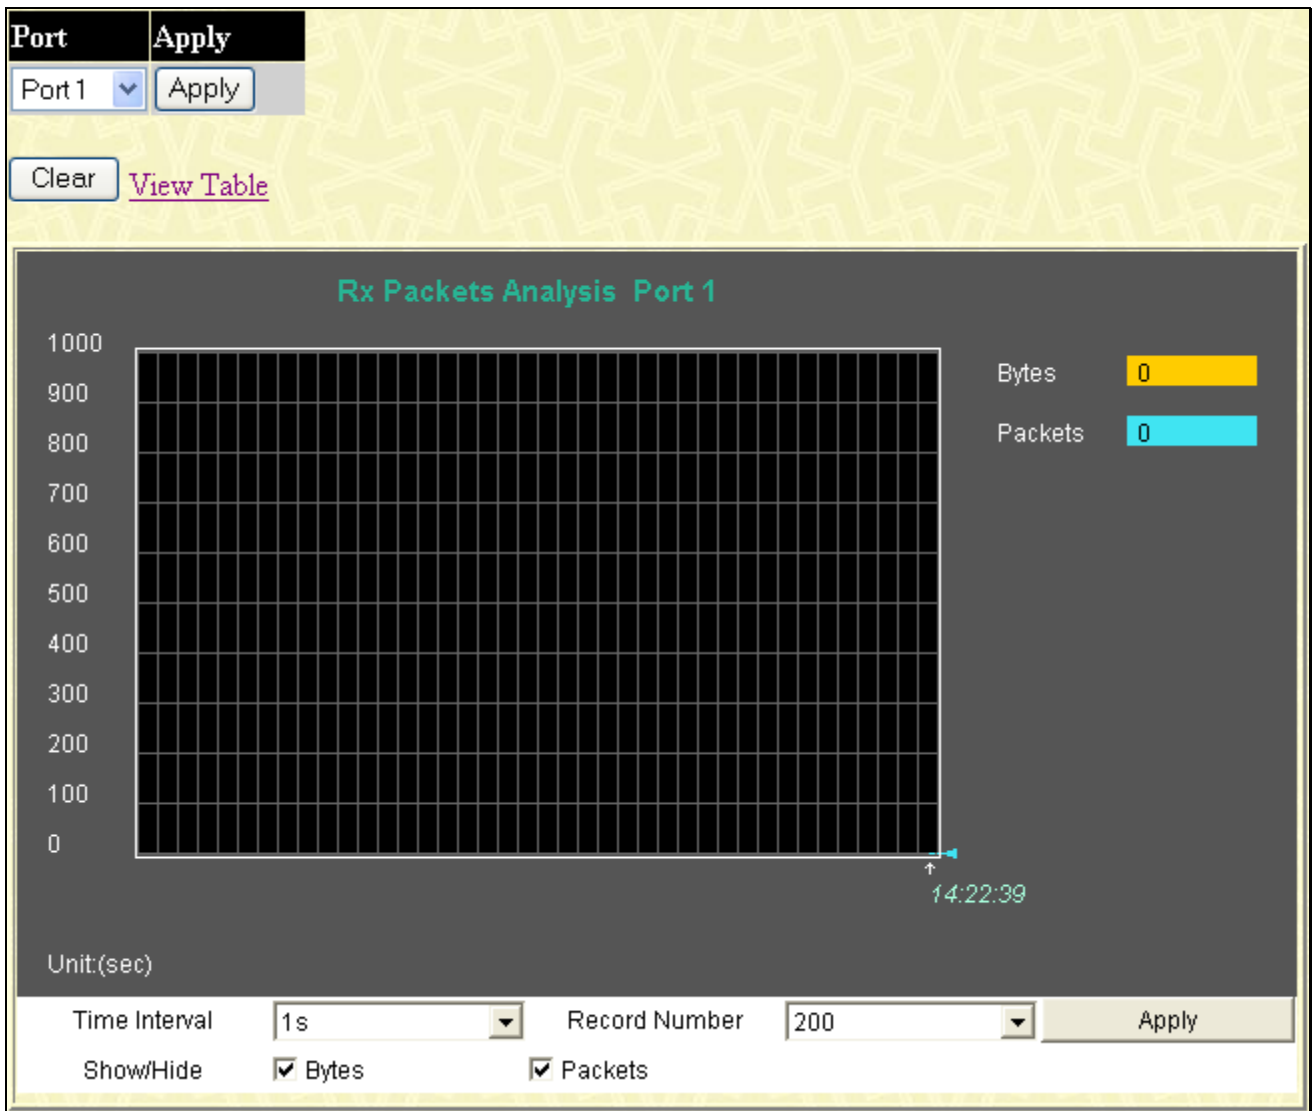 Port Apply
Port 1 Apply
Clear View Table
Rx Packets Analysis Port 1
1000
900
800
700
600
500
400
300
200
100
0
Bytes 0
Packets 0
14:22:39
Unit:(sec)
Time Interval 1s Record Number 200 Apply
Show/Hide Bytes Packets